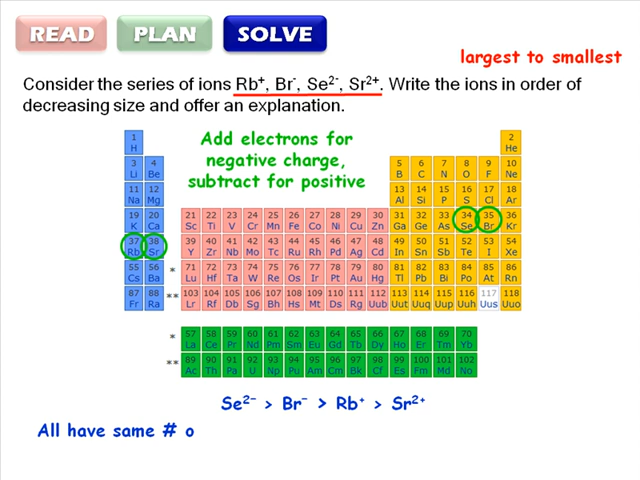 READ PLAN SOLVE
largest to smallest
Consider the series of ions Rb⁺, Br⁻, Se²⁻, Sr²⁺. Write the ions in order of
decreasing size and offer an explanation.
Add electrons for
negative charge,
subtract for positive
1 2
H He
3 4 5 6 7 8 9 10
Li Be B C N O F Ne
11 12 13 14 15 16 17 18
Na Mg Al Si P S Cl Ar
19 20 21 22 23 24 25 26 27 28 29 30 31 32 33 34 35 36
K Ca Sc Ti V Cr Mn Fe Co Ni Cu Zn Ga Ge As Se Br Kr
37 38 39 40 41 42 43 44 45 46 47 48 49 50 51 52 53 54
Rb Sr Y Zr Nb Mo Tc Ru Rh Pd Ag Cd In Sn Sb Te I Xe
55 56 * 71 72 73 74 75 76 77 78 79 80 81 82 83 84 85 86
Cs Ba Lu Hf Ta W Re Os Ir Pt Au Hg Tl Pb Bi Po At Rn
87 88 ** 103 104 105 106 107 108 109 110 111 112 113 114 115 116 117 118
Fr Ra Lr Rf Db Sg Bh Hs Mt Ds Rg Uub Uut Uuq Uup Uuh Uus Uuo
* 57 58 59 60 61 62 63 64 65 66 67 68 69 70
La Ce Pr Nd Pm Sm Eu Gd Tb Dy Ho Er Tm Yb
** 89 90 91 92 93 94 95 96 97 98 99 100 101 102
Ac Th Pa U Np Pu Am Cm Bk Cf Es Fm Md No
Se²⁻ > Br⁻ > Rb⁺ > Sr²⁺
All have same # o